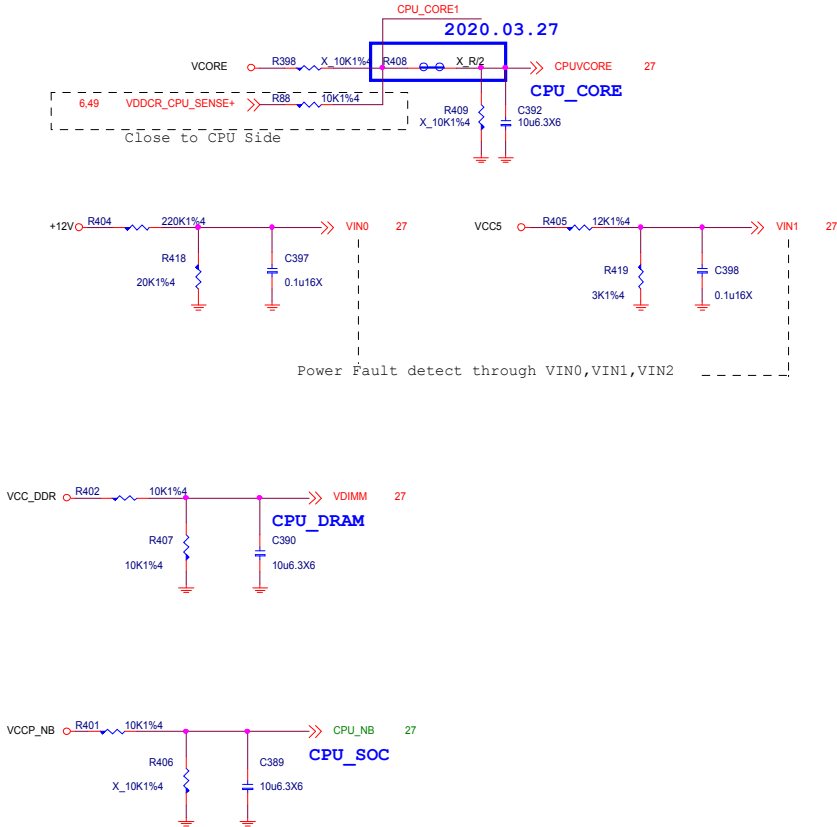 CPU_CORE1
2020.03.27
VCORE R398 X_10K1%4 R408 X_R/2 CPUVCORE 27
CPU_CORE
6,49 VDDCR_CPU_SENSE+ R88 10K1%4
R409 C392
X_10K1%4 10u6.3X6
Close to CPU Side
+12V R404 220K1%4 VIN0 27
VCC5 R405 12K1%4 VIN1 27
R418 C397
20K1%4 0.1u16X
R419 C398
3K1%4 0.1u16X
Power Fault detect through VIN0,VIN1,VIN2
VCC_DDR R402 10K1%4 VDIMM 27
CPU_DRAM
R407 C390
10K1%4 10u6.3X6
VCCP_NB R401 10K1%4 CPU_NB 27
CPU_SOC
R406 C389
X_10K1%4 10u6.3X6